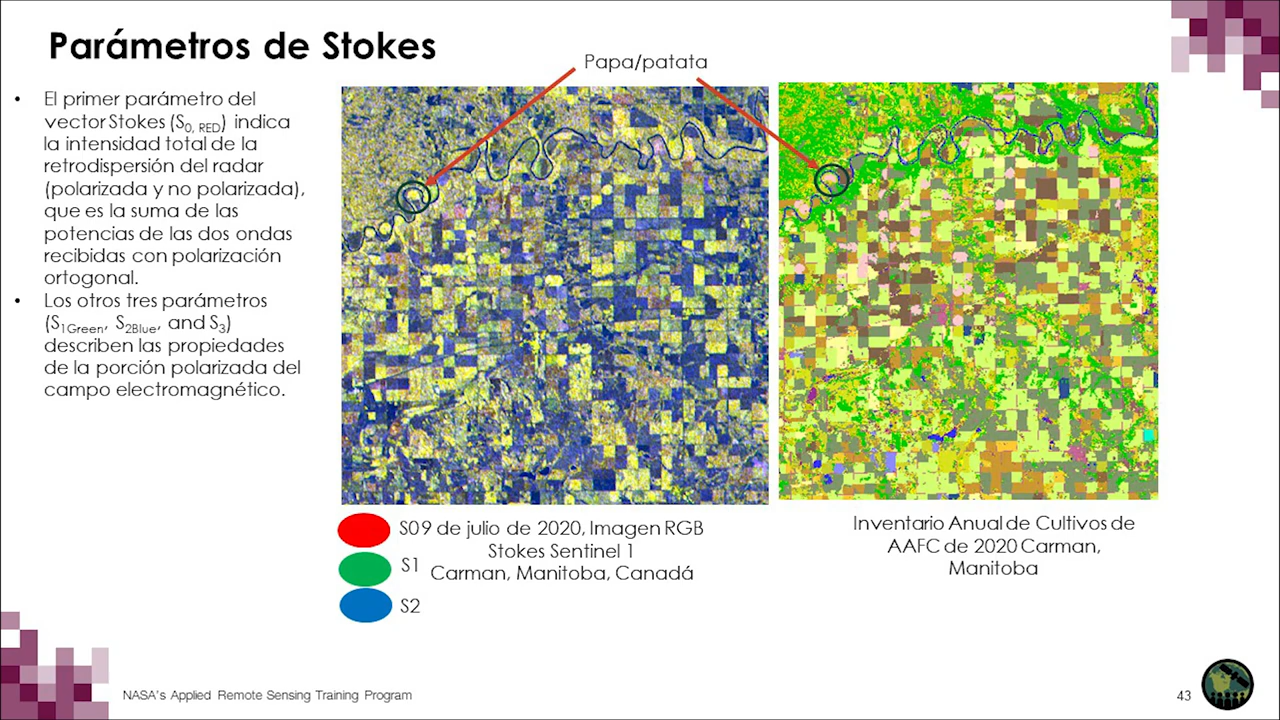 Parámetros de Stokes
• El primer parámetro del
vector Stokes (S0, RED) indica
la intensidad total de la
retrodispersión del radar
(polarizada y no polarizada),
que es la suma de las
potencias de las dos ondas
recibidas con polarización
ortogonal.
• Los otros tres parámetros
(S1Green, S2Blue, and S3)
describen las propiedades
de la porción polarizada del
campo electromagnético.
Papa/patata
S09 de julio de 2020, Imagen RGB
Stokes Sentinel 1
S1 Carman, Manitoba, Canadá
S2
Inventario Anual de Cultivos de
AAFC de 2020 Carman,
Manitoba
NASA's Applied Remote Sensing Training Program
43